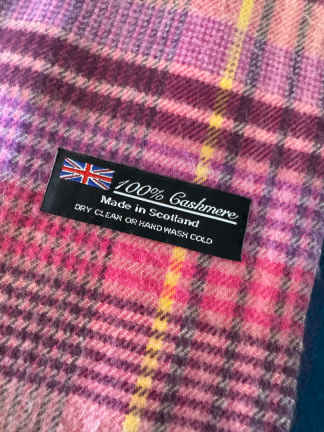 100% Cashmere
Made in Scotland
DRY CLEAN OR HAND WASH COLD